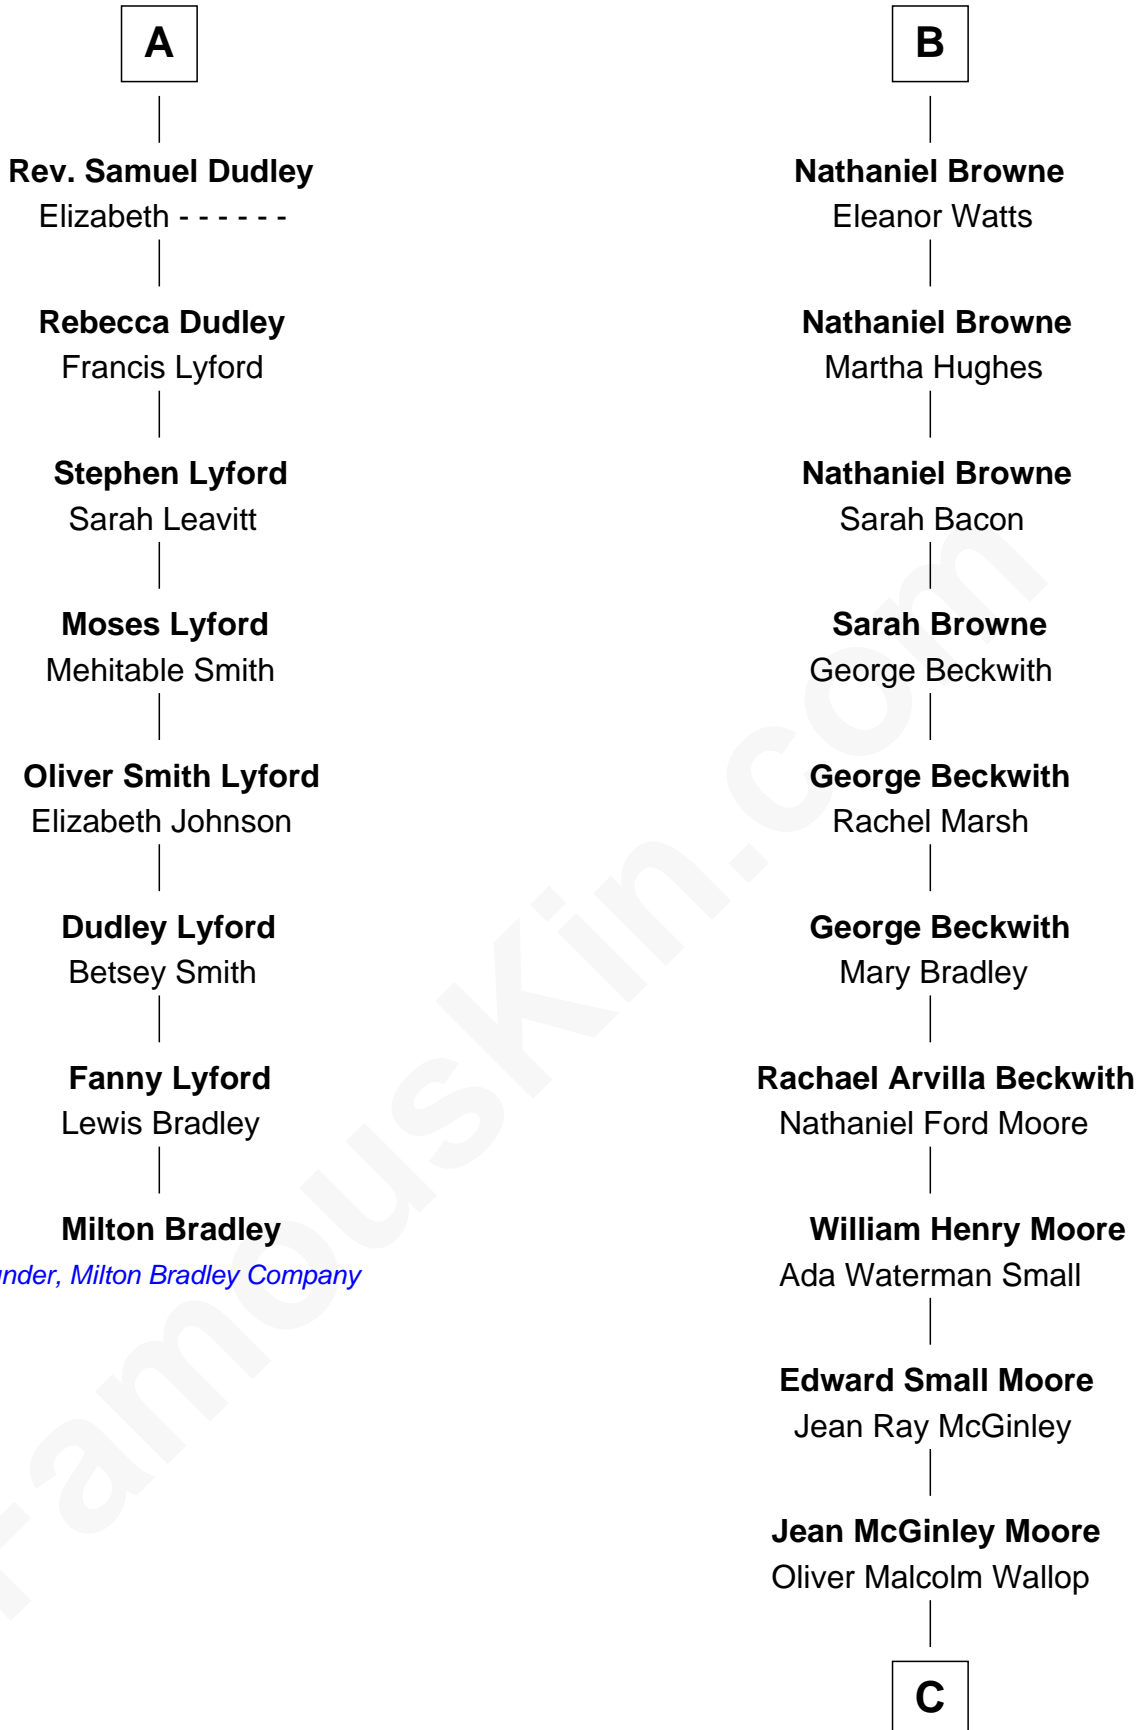 A
Rev. Samuel Dudley
Elizabeth - - - - - -
Rebecca Dudley
Francis Lyford
Stephen Lyford
Sarah Leavitt
Moses Lyford
Mehitable Smith
Oliver Smith Lyford
Elizabeth Johnson
Dudley Lyford
Betsey Smith
Fanny Lyford
Lewis Bradley
Milton Bradley
under, Milton Bradley Company
B
Nathaniel Browne
Eleanor Watts
Nathaniel Browne
Martha Hughes
Nathaniel Browne
Sarah Bacon
Sarah Browne
George Beckwith
George Beckwith
Rachel Marsh
George Beckwith
Mary Bradley
Rachael Arvilla Beckwith
Nathaniel Ford Moore
William Henry Moore
Ada Waterman Small
Edward Small Moore
Jean Ray McGinley
Jean McGinley Moore
Oliver Malcolm Wallop
C
FamousKin.com